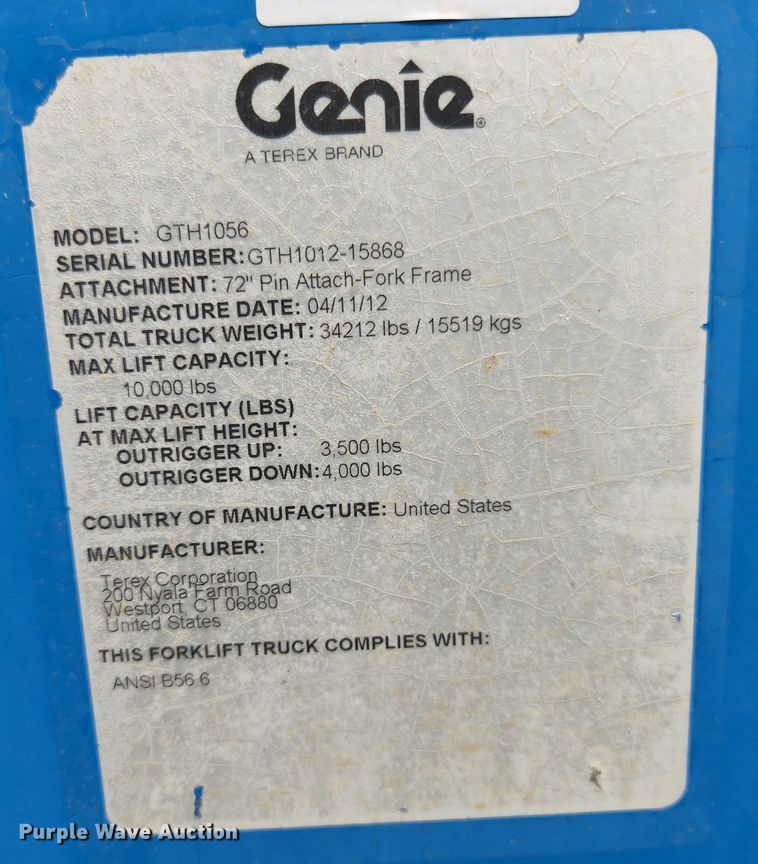 Genie®
A TEREX BRAND
MODEL: GTH1056
SERIAL NUMBER:GTH1012-15868
ATTACHMENT: 72" Pin Attach-Fork Frame
MANUFACTURE DATE: 04/11/12
TOTAL TRUCK WEIGHT: 34212 lbs / 15519 kgs
MAX LIFT CAPACITY:
10,000 lbs
LIFT CAPACITY (LBS)
AT MAX LIFT HEIGHT:
OUTRIGGER UP: 3,500 lbs
OUTRIGGER DOWN:4,000 lbs
COUNTRY OF MANUFACTURE: United States
MANUFACTURER:
Terex Corporation
200 Nyala Farm Road
Westport, CT 06880
United States
THIS FORKLIFT TRUCK COMPLIES WITH:
ANSI B56.6
Purple Wave Auction